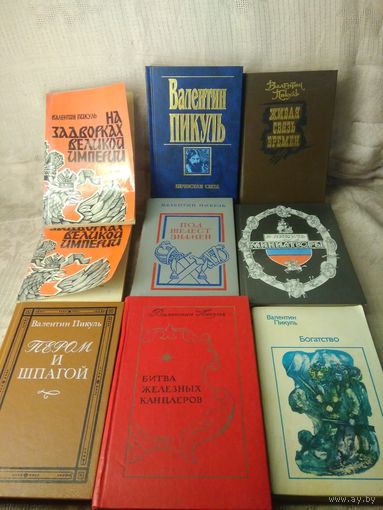 Валентин Пикуль
НА
ЗАДВОРКАХ
ВЕЛИКОЙ
ИМПЕРИИ
Валентин
ПИКУЛЬ
Валентин
Пикуль
ЖИВАЯ
СВЯЗЬ
ВРЕМЕН
ЗАДВОРКАХ
ВЕЛИКОЙ
ИМПЕРИИ
ВАЛЕНТИН ПИКУЛЬ
ПОД
ШЕЛЕСТ
ЗНАМЕН
В. ПИКУЛЬ
МИНИАТЮРЫ
Валентин Пикуль
ПЕРОМ
И
ШПАГОЙ
Валентин Пикуль
БИТВА
ЖЕЛЕЗНЫХ
КАНЦЛЕРОВ
Валентин
Пикуль
Богатство
www.ay.by